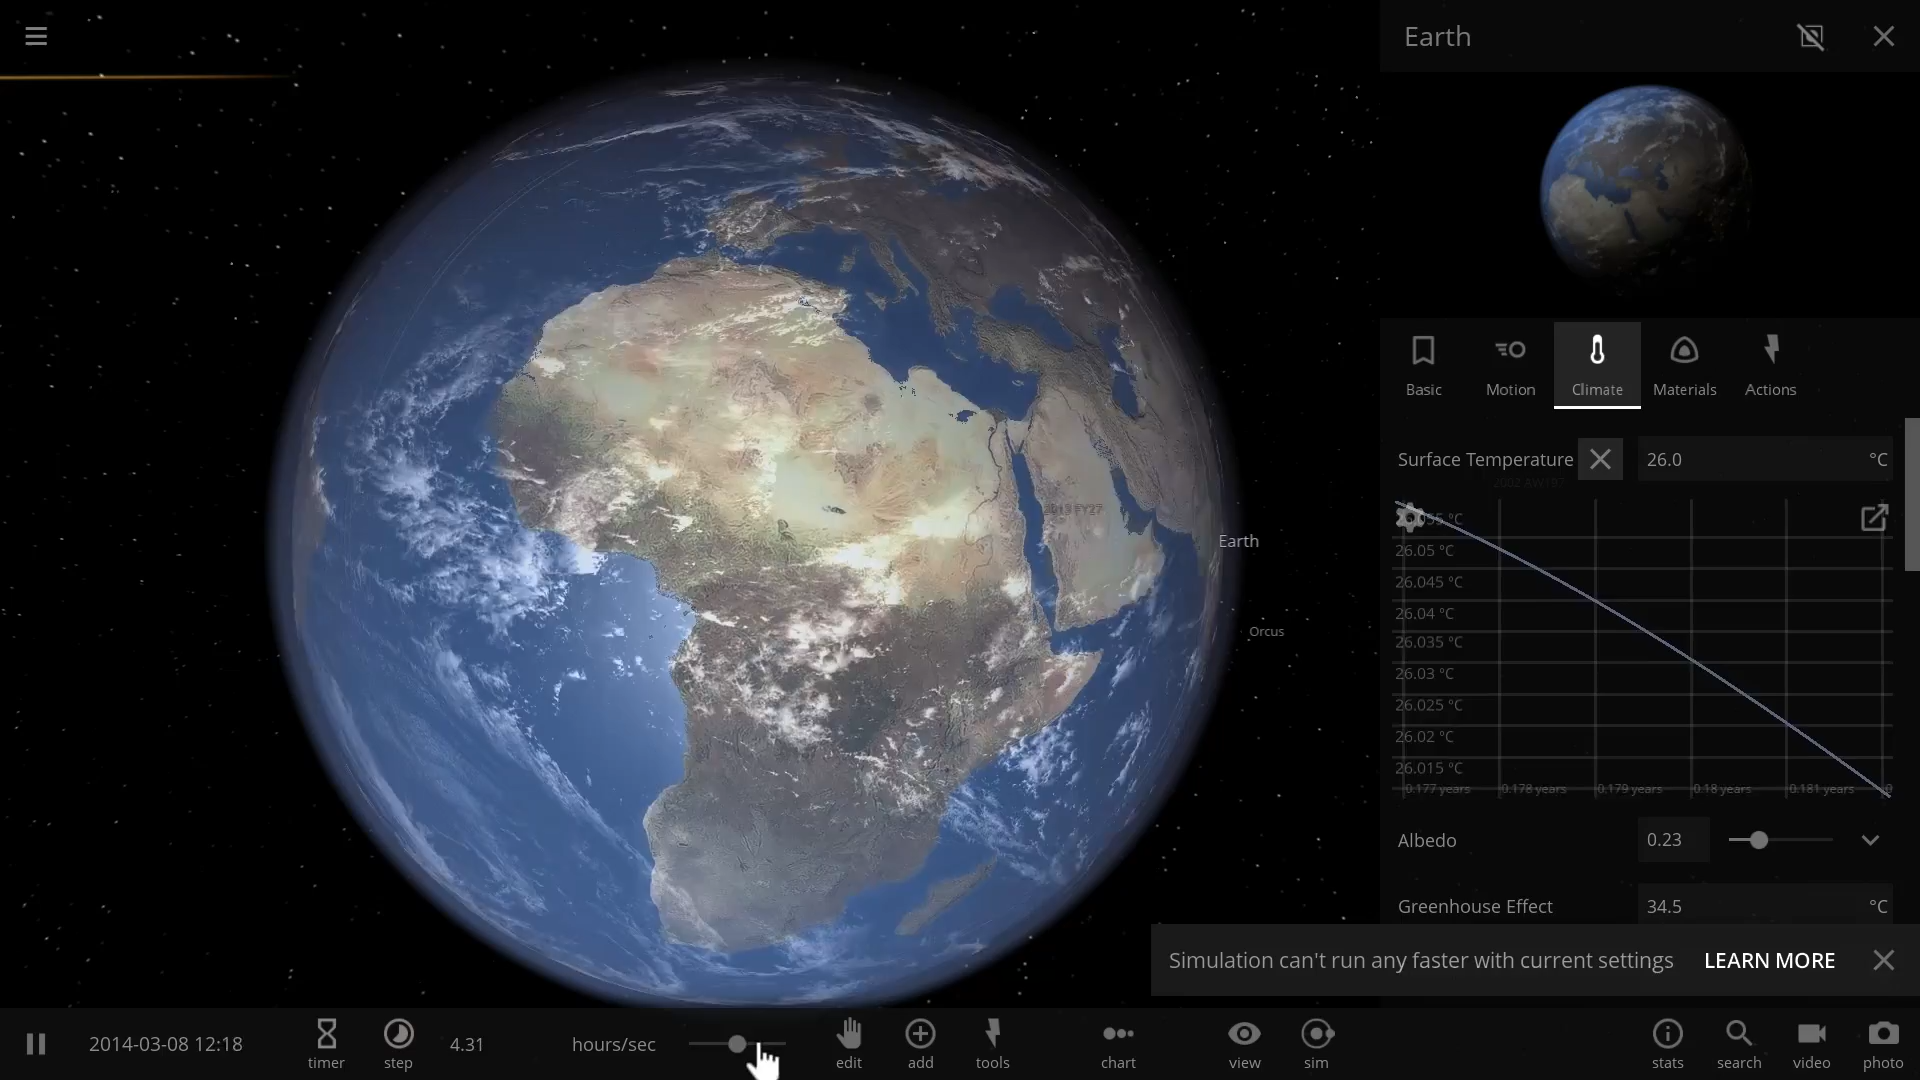 Earth
Basic
Motion
Climate
Materials
Actions
Surface Temperature
26.0
°C
2002 AW197
26.05 °C
26.045 °C
26.04 °C
26.035 °C
26.03 °C
26.025 °C
26.02 °C
26.015 °C
0.177 years
0.178 years
0.179 years
0.18 years
0.181 years
2013 FY27
Earth
Orcus
Albedo
0.23
Greenhouse Effect
34.5
°C
Simulation can't run any faster with current settings
LEARN MORE
2014-03-08 12:18
timer
step
4.31
hours/sec
edit
add
tools
chart
view
sim
stats
search
video
photo